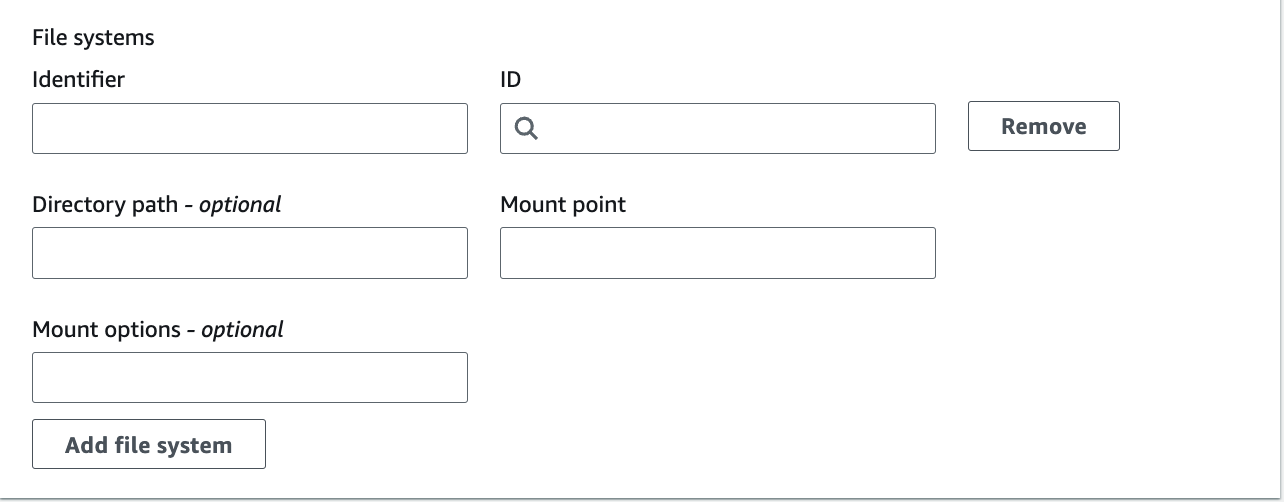 File systems
Identifier
ID
Remove
Directory path - optional
Mount point
Mount options - optional
Add file system